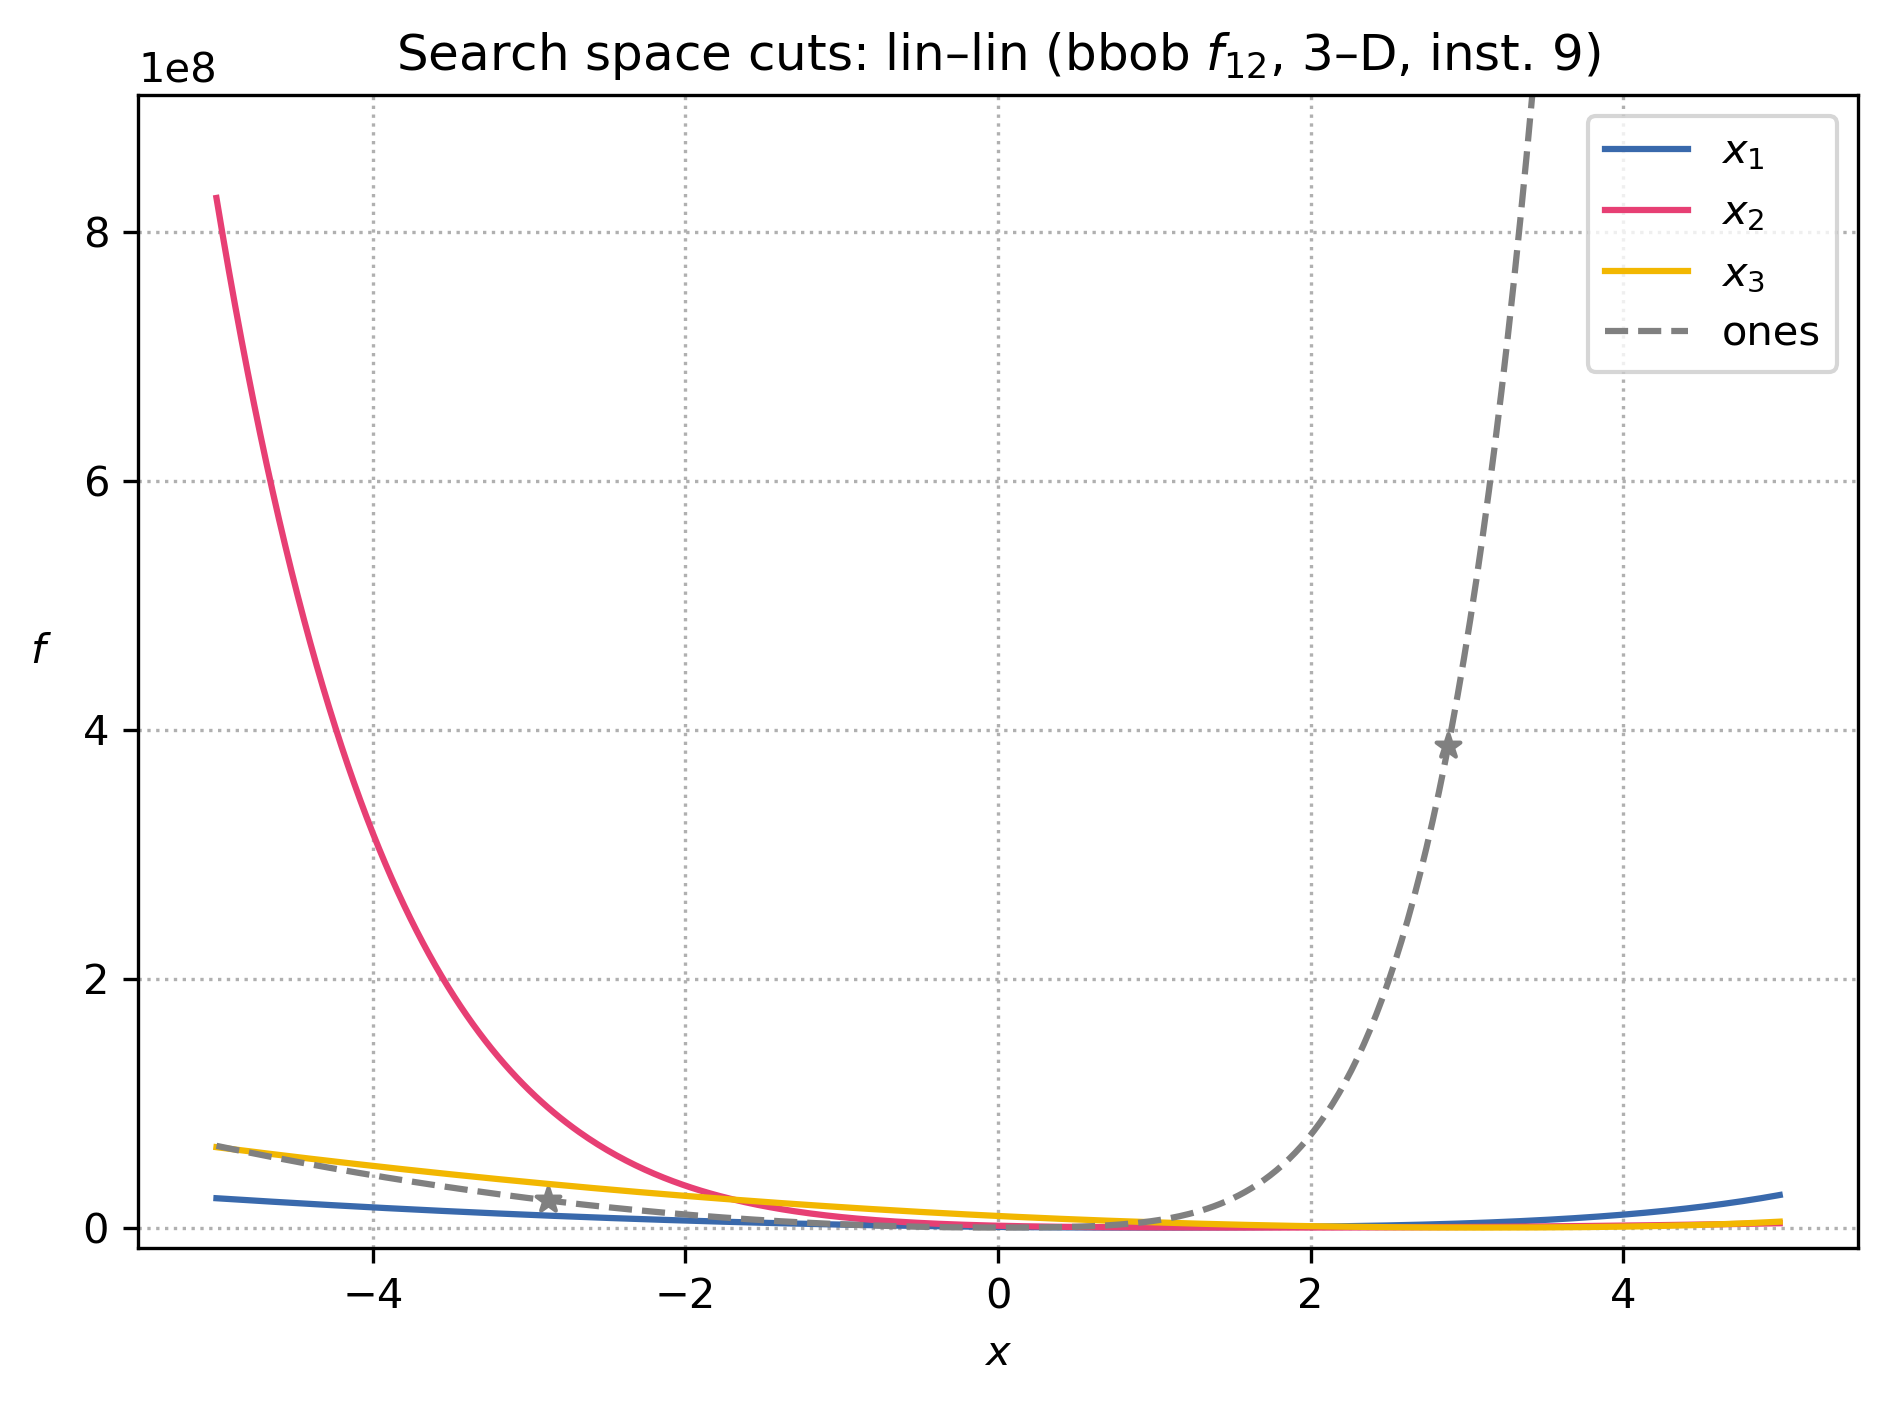 Search space cuts: lin–lin (bbob f₁₂, 3–D, inst. 9)
1e8
8
6
4
2
0
f
−4 −2 0 2 4
x
x₁
x₂
x₃
ones